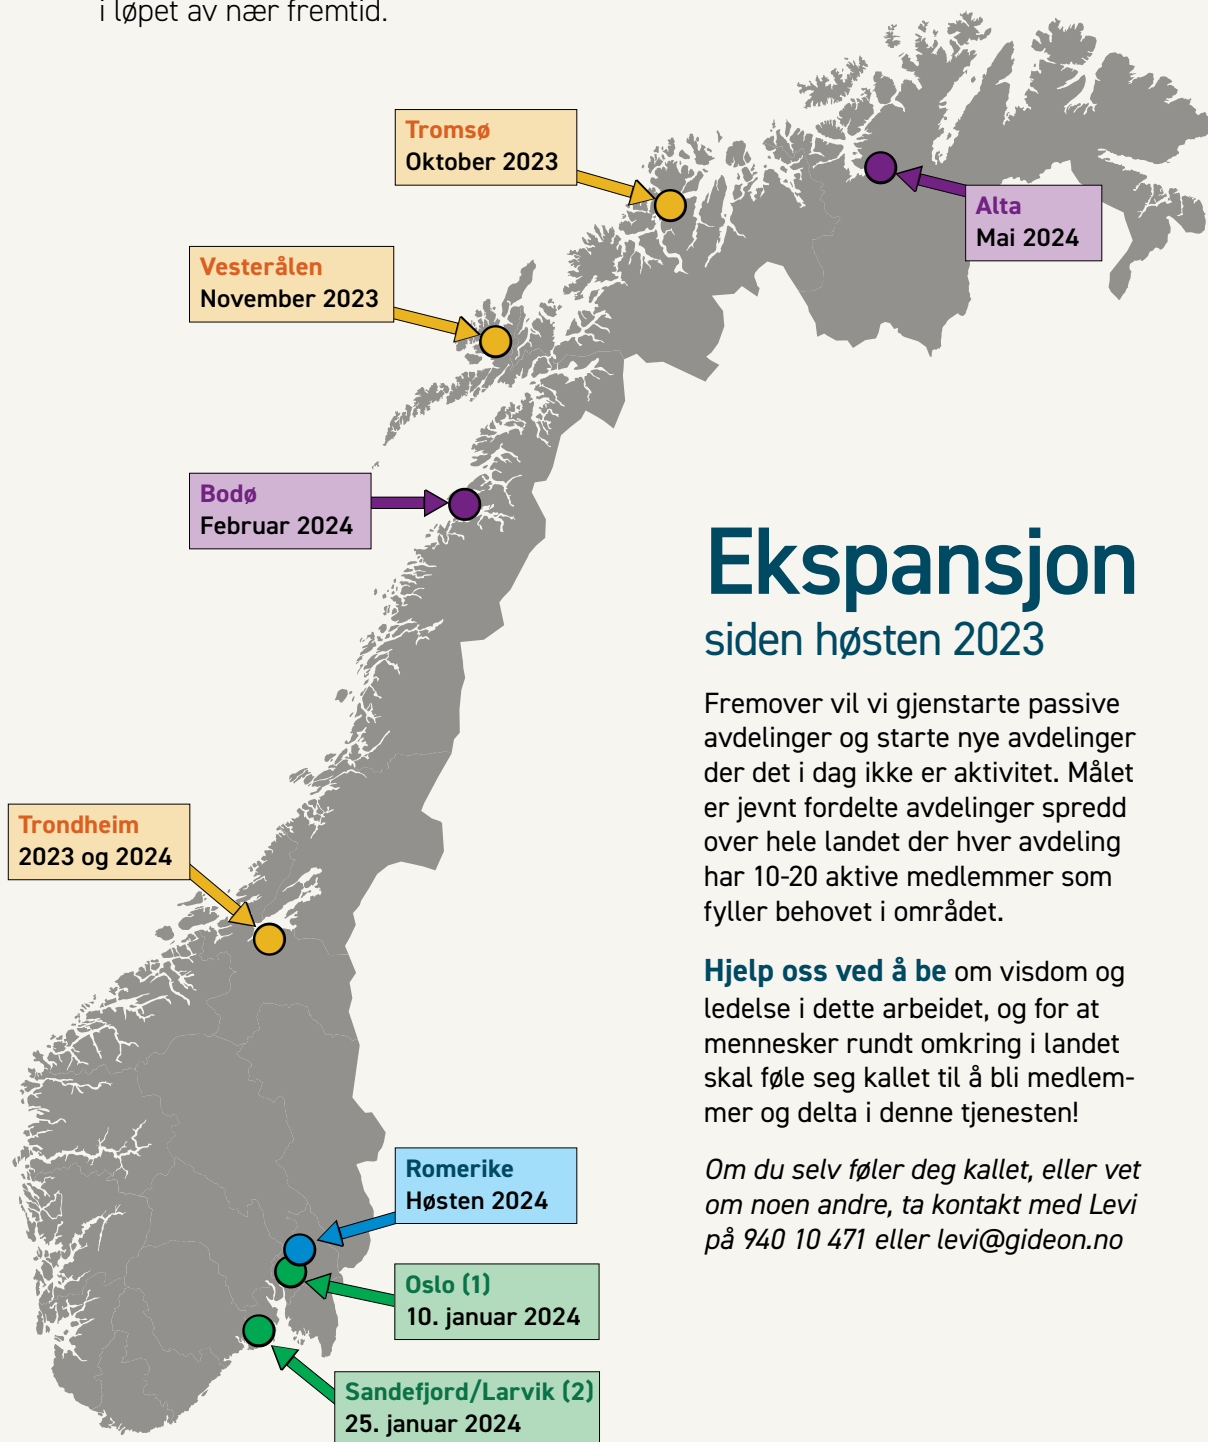 i løpet av nær fremtid.
Tromsø
Oktober 2023
Alta
Mai 2024
Vesterålen
November 2023
Bodø
Februar 2024
Ekspansjon
siden høsten 2023
Fremover vil vi gjenstarte passive
avdelinger og starte nye avdelinger
der det i dag ikke er aktivitet. Målet
er jevnt fordelte avdelinger spredd
over hele landet der hver avdeling
har 10-20 aktive medlemmer som
fyller behovet i området.
Hjelp oss ved å be om visdom og
ledelse i dette arbeidet, og for at
mennesker rundt omkring i landet
skal føle seg kallet til å bli medlem-
mer og delta i denne tjenesten!
Om du selv føler deg kallet, eller vet
om noen andre, ta kontakt med Levi
på 940 10 471 eller levi@gideon.no
Trondheim
2023 og 2024
Romerike
Høsten 2024
Oslo (1)
10. januar 2024
Sandefjord/Larvik (2)
25. januar 2024